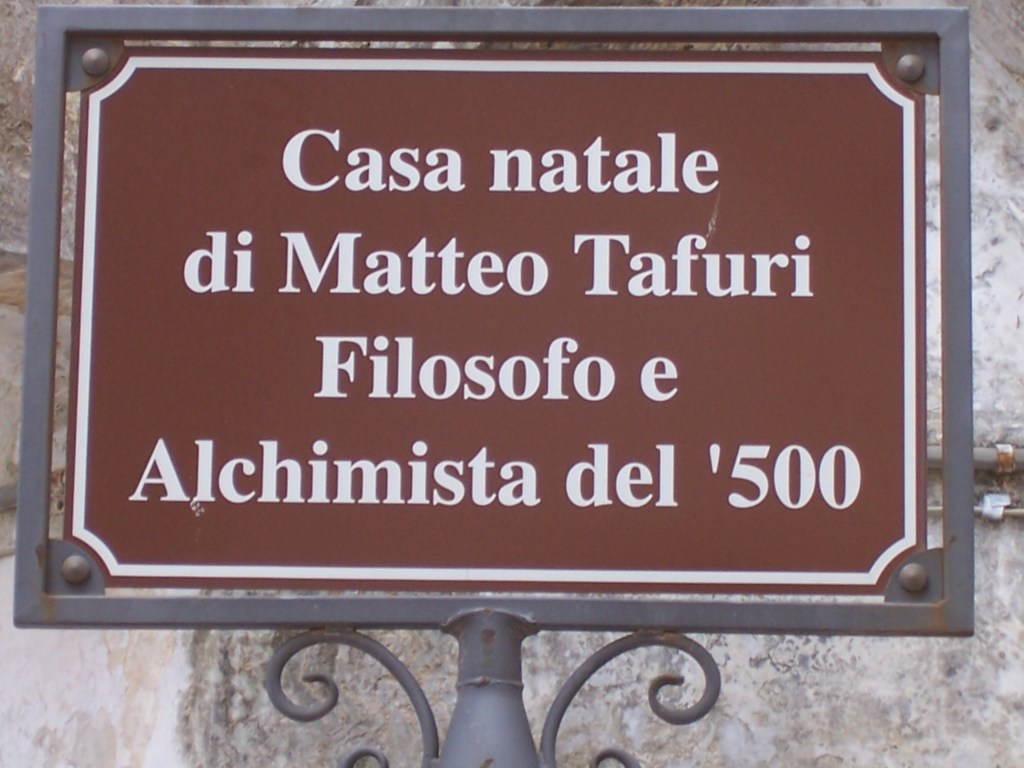 Casa natale
di Matteo Tafuri
Filosofo e
Alchimista del '500